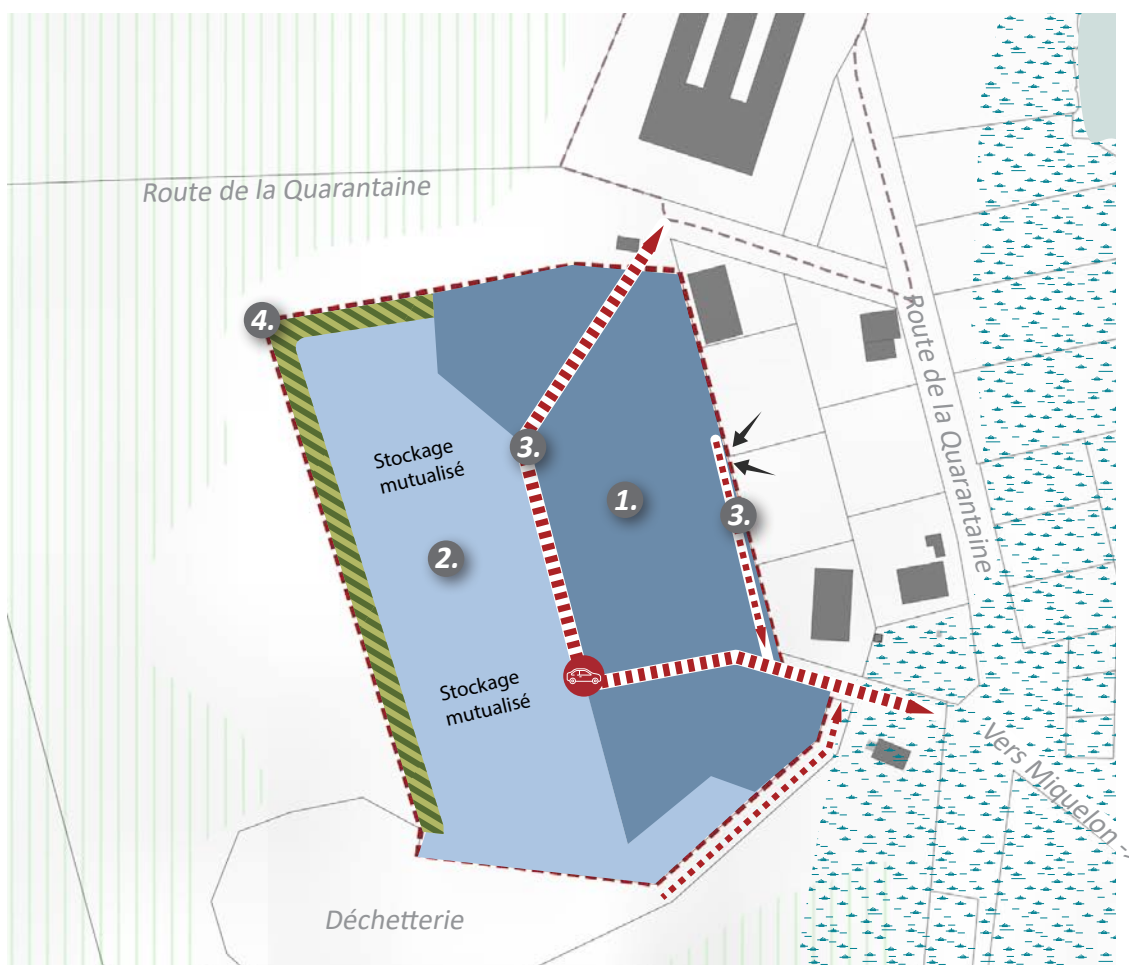 Route de la Quarantaine
4.
Stockage
mutualisé
3.
1.
3.
2.
Route de la Quarantaine
Stockage
mutualisé
Vers Miquelon -
Déchetterie